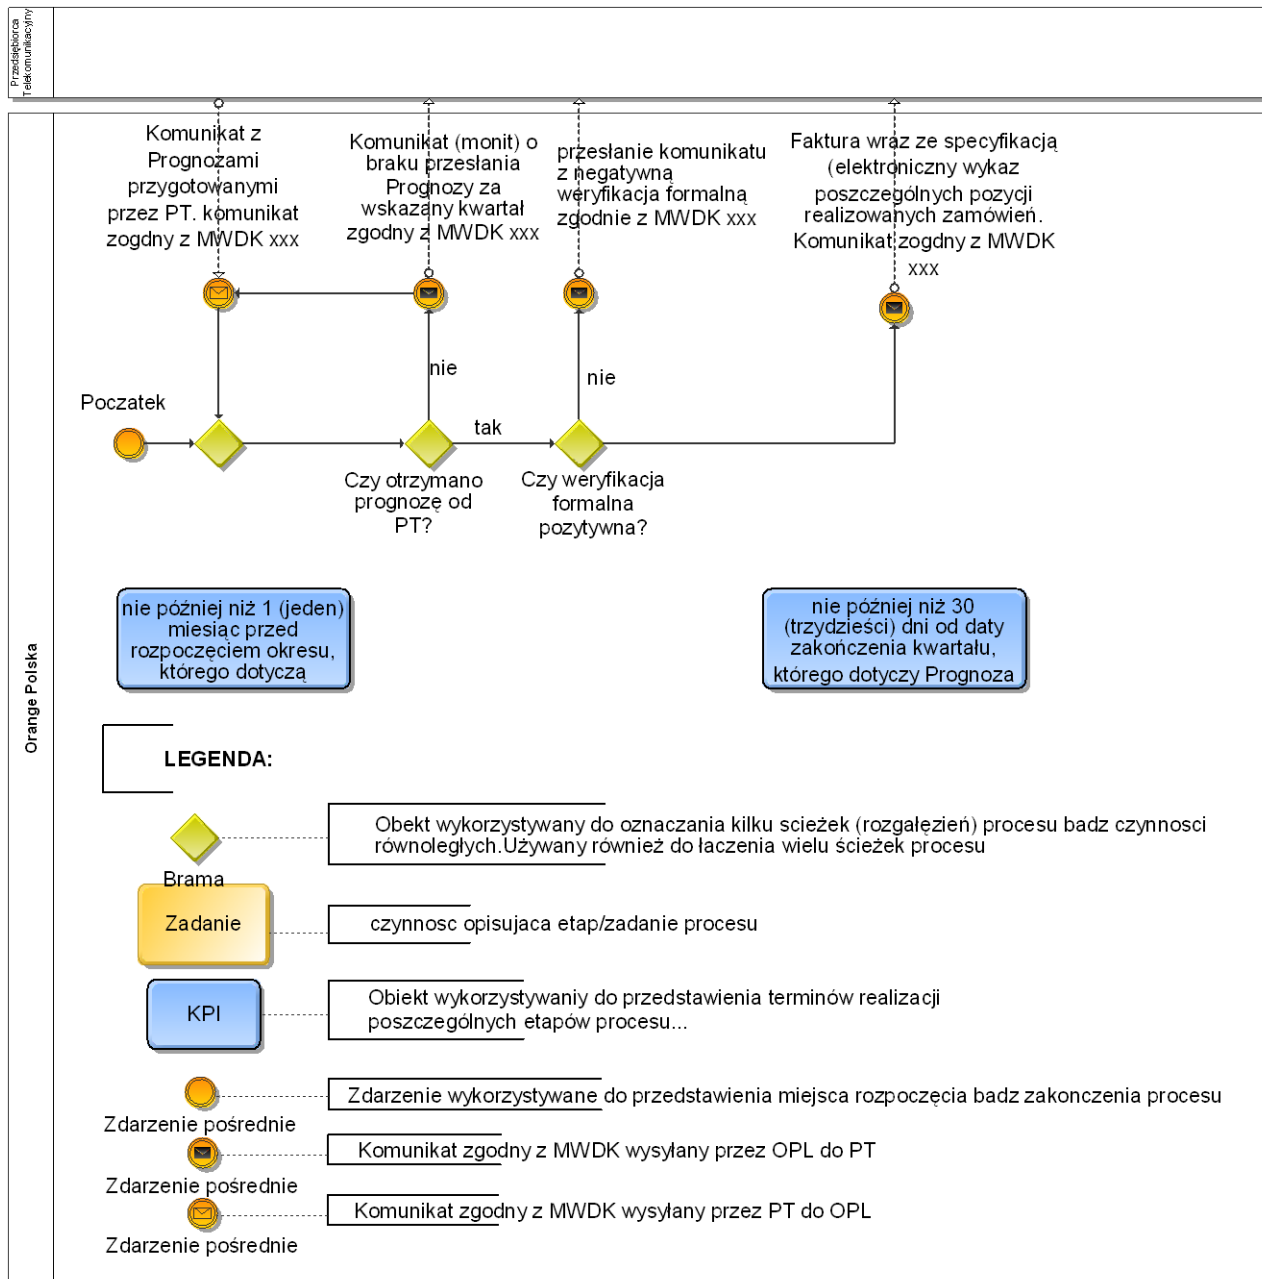 Przedsiębiorca
Telekomunikacyjny
Orange Polska
Komunikat z
Prognozami
przygotowanymi
przez PT. komunikat
zogdny z MWDK xxx
Komunikat (monit) o
braku przesłania
Prognozy za
wskazany kwartał
zgodny z MWDK xxx
przesłanie komunikatu
z negatywną
weryfikacja formalną
zgodnie z MWDK xxx
Faktura wraz ze specyfikacją
(elektroniczny wykaz
poszczególnych pozycji
realizowanych zamówień.
Komunikat zogdny z MWDK
xxx
nie
nie
Poczatek
tak
Czy otrzymano
prognozę od
PT?
Czy weryfikacja
formalna
pozytywna?
nie później niż 1 (jeden)
miesiąc przed
rozpoczęciem okresu,
którego dotyczą
nie później niż 30
(trzydzieści) dni od daty
zakończenia kwartału,
którego dotyczy Prognoza
LEGENDA:
Obekt wykorzystywany do oznaczania kilku scieżek (rozgałęzień) procesu badz czynnosci
równoległych.Używany również do łaczenia wielu ścieżek procesu
Brama
Zadanie
czynnosc opisujaca etap/zadanie procesu
KPI
Obiekt wykorzystywaniy do przedstawienia terminów realizacji
poszczególnych etapów procesu...
Zdarzenie wykorzystywane do przedstawienia miejsca rozpoczęcia badz zakonczenia procesu
Zdarzenie pośrednie
Komunikat zgodny z MWDK wysyłany przez OPL do PT
Zdarzenie pośrednie
Komunikat zgodny z MWDK wysyłany przez PT do OPL
Zdarzenie pośrednie